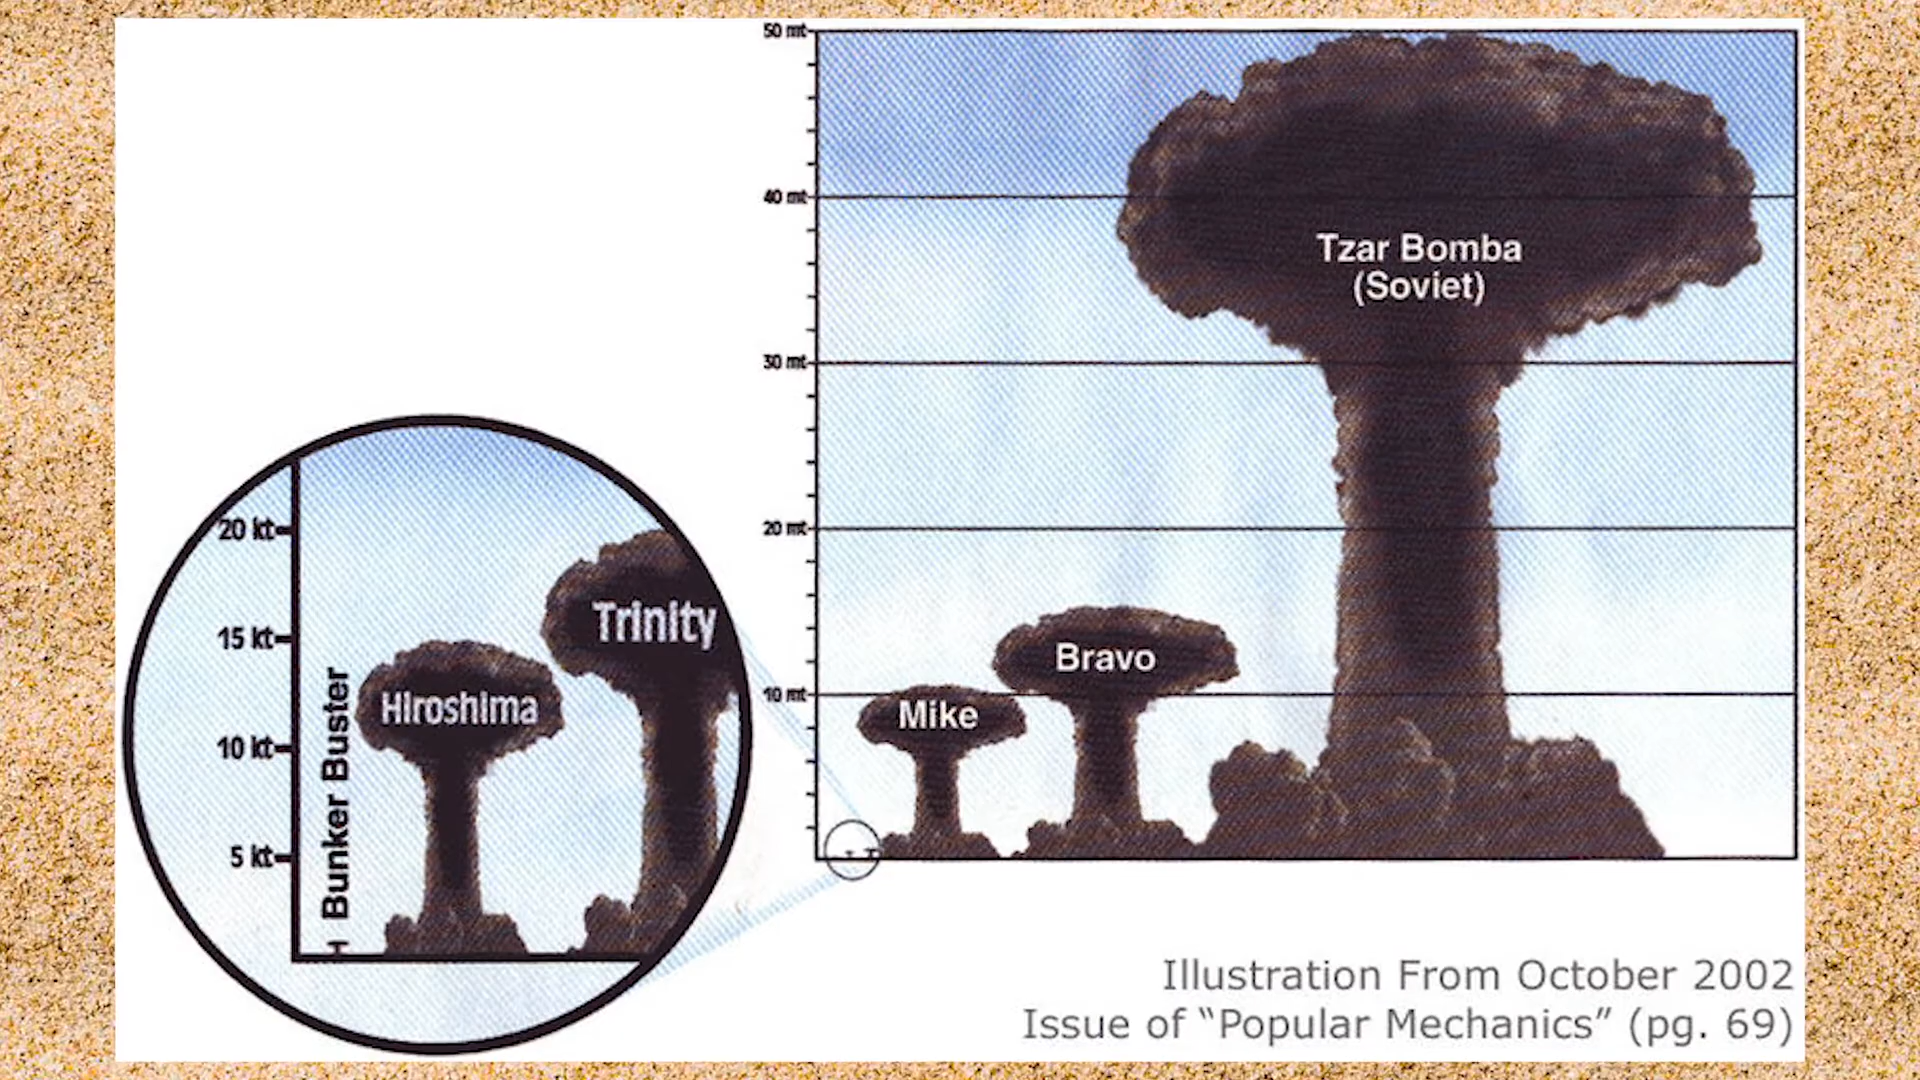 50 mt
40 mt
30 mt
20 mt
10 mt
Tzar Bomba
(Soviet)
Bravo
Mike
20 kt
15 kt
10 kt
5 kt
Bunker Buster
Hiroshima
Trinity
Illustration From October 2002
Issue of “Popular Mechanics” (pg. 69)